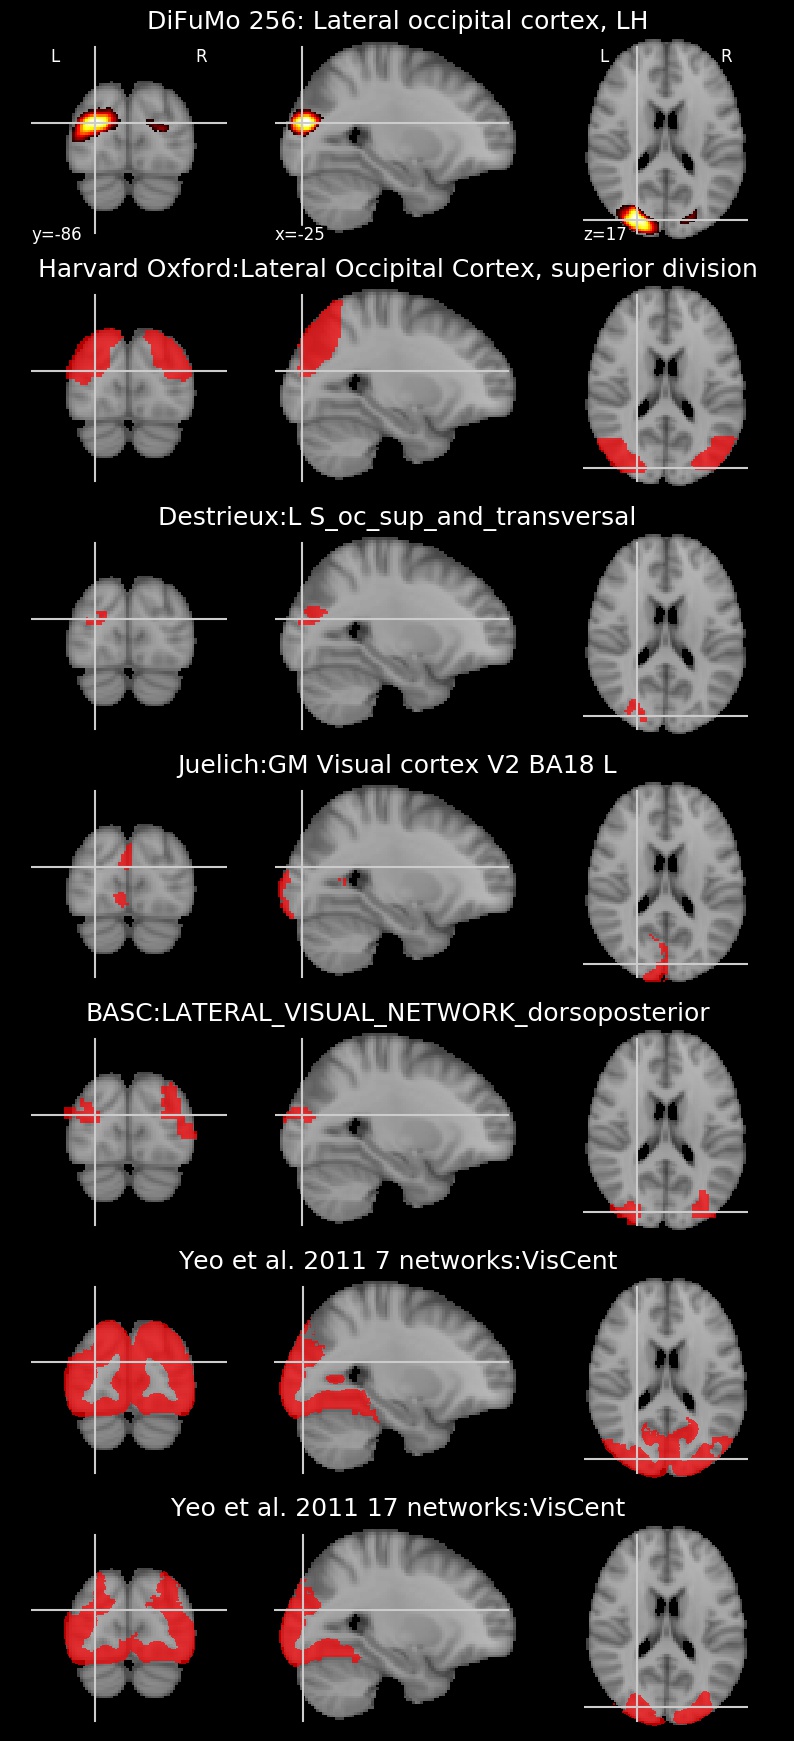 DiFuMo 256: Lateral occipital cortex, LH
L R L R
y=-86 x=-25 z=17
Harvard Oxford:Lateral Occipital Cortex, superior division
Destrieux:L S_oc_sup_and_transversal
Juelich:GM Visual cortex V2 BA18 L
BASC:LATERAL_VISUAL_NETWORK_dorsoposterior
Yeo et al. 2011 7 networks:VisCent
Yeo et al. 2011 17 networks:VisCent